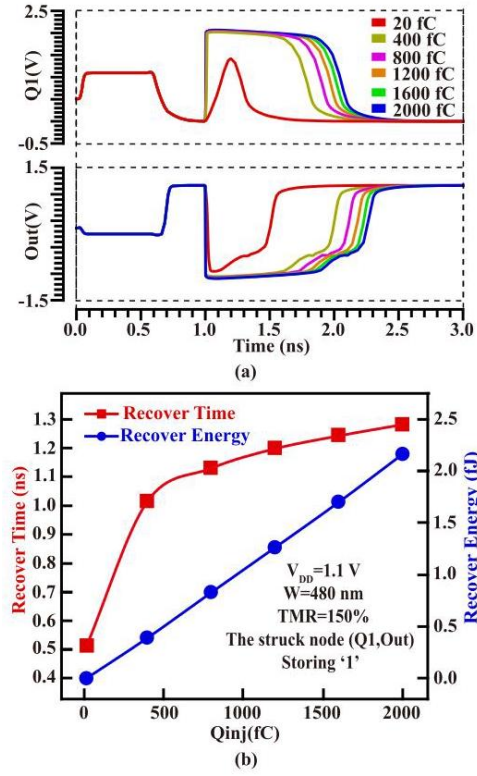 Q1(V)
-0.5
20 fC
400 fC
800 fC
1200 fC
1600 fC
2000 fC
1.5
Out(V)
-1.5
0.0 0.5 1.0 1.5 2.0 2.5 3.0
Time (ns)
(a)
Recover Time (ns)
1.3
1.2
1.1
1.0
0.9
0.8
0.7
0.6
0.5
0.4
Recover Time
Recover Energy
2.5
2.0
1.5
1.0
0.5
0.0
Recover Energy (fJ)
VDD=1.1 V
W=480 nm
TMR=150%
The struck node (Q1,Out)
Storing ‘1’
0 500 1000 1500 2000
Qinj(fC)
(b)